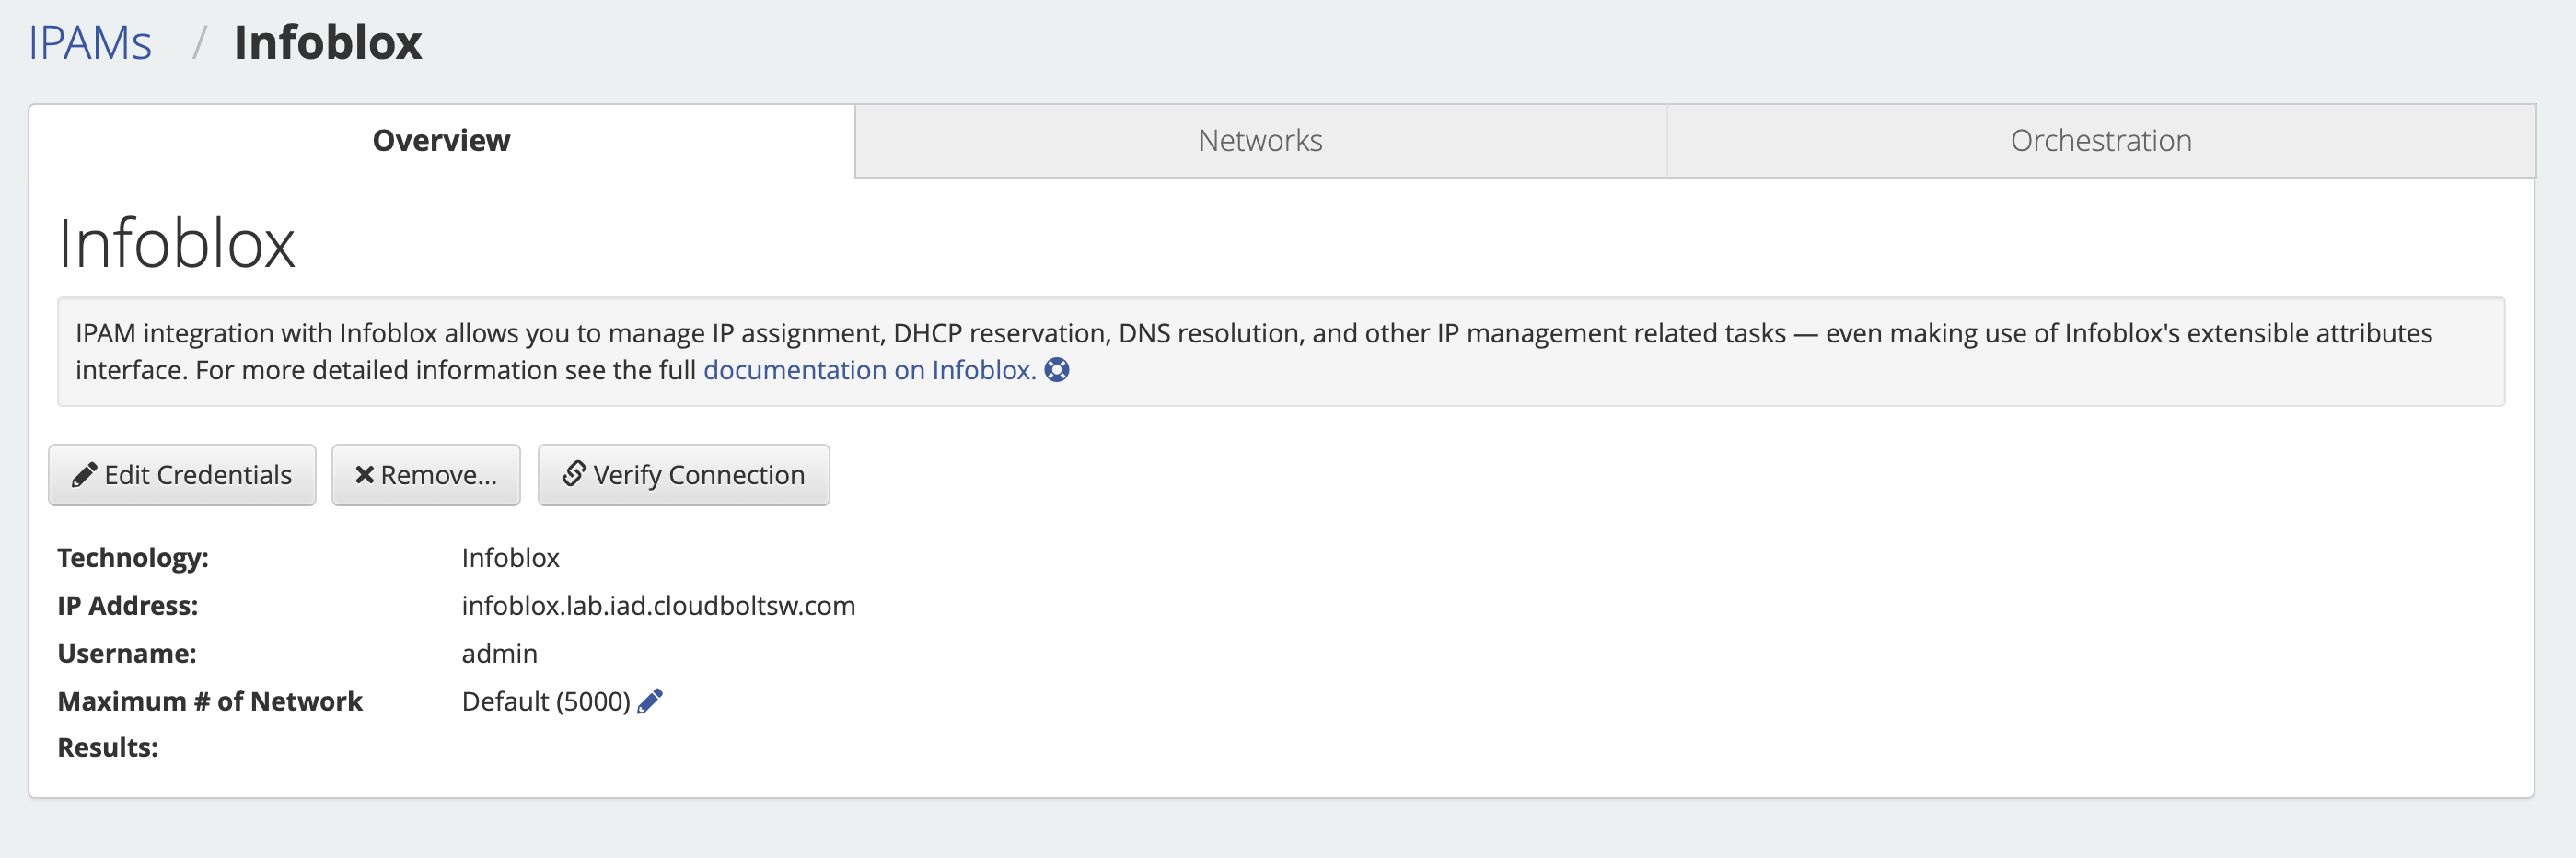 IPAMs / Infoblox
Overview
Networks
Orchestration
Infoblox
IPAM integration with Infoblox allows you to manage IP assignment, DHCP reservation, DNS resolution, and other IP management related tasks — even making use of Infoblox's extensible attributes
interface. For more detailed information see the full documentation on Infoblox.
Edit Credentials
Remove...
Verify Connection
Technology: Infoblox
IP Address: infoblox.lab.iad.cloudboltsw.com
Username: admin
Maximum # of Network Default (5000)
Results: